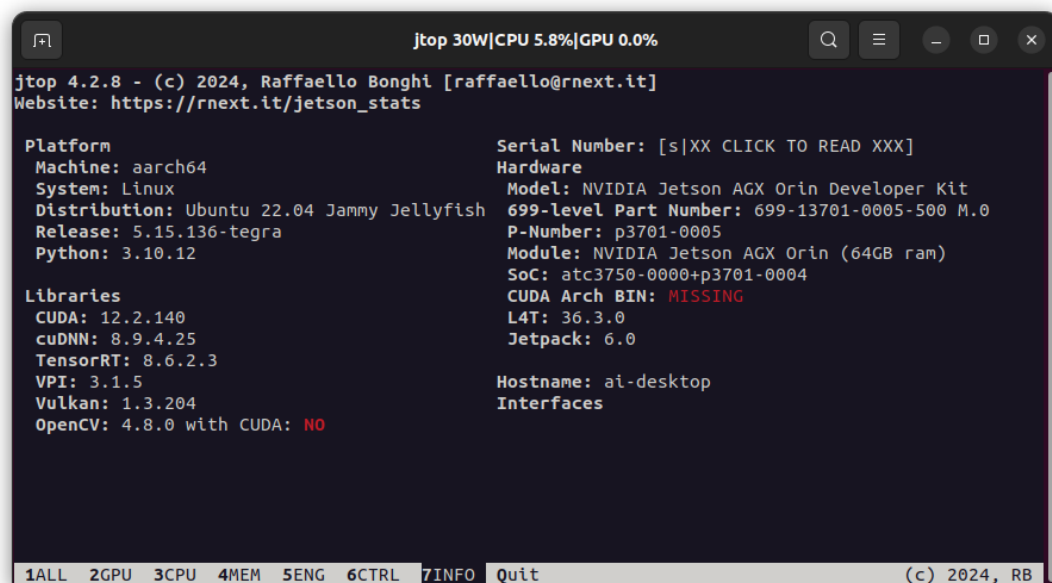 jtop 30W|CPU 5.8%|GPU 0.0%
jtop 4.2.8 - (c) 2024, Raffaello Bonghi [raffaello@rnext.it]
Website: https://rnext.it/jetson_stats
Platform
Machine: aarch64
System: Linux
Distribution: Ubuntu 22.04 Jammy Jellyfish
Release: 5.15.136-tegra
Python: 3.10.12
Libraries
CUDA: 12.2.140
cuDNN: 8.9.4.25
TensorRT: 8.6.2.3
VPI: 3.1.5
Vulkan: 1.3.204
OpenCV: 4.8.0 with CUDA: NO
Serial Number: [s|XX CLICK TO READ XXX]
Hardware
Model: NVIDIA Jetson AGX Orin Developer Kit
699-level Part Number: 699-13701-0005-500 M.0
P-Number: p3701-0005
Module: NVIDIA Jetson AGX Orin (64GB ram)
SoC: atc3750-0000+p3701-0004
CUDA Arch BIN: MISSING
L4T: 36.3.0
Jetpack: 6.0
Hostname: ai-desktop
Interfaces
1ALL 2GPU 3CPU 4MEM 5ENG 6CTRL 7INFO Quit (c) 2024, RB